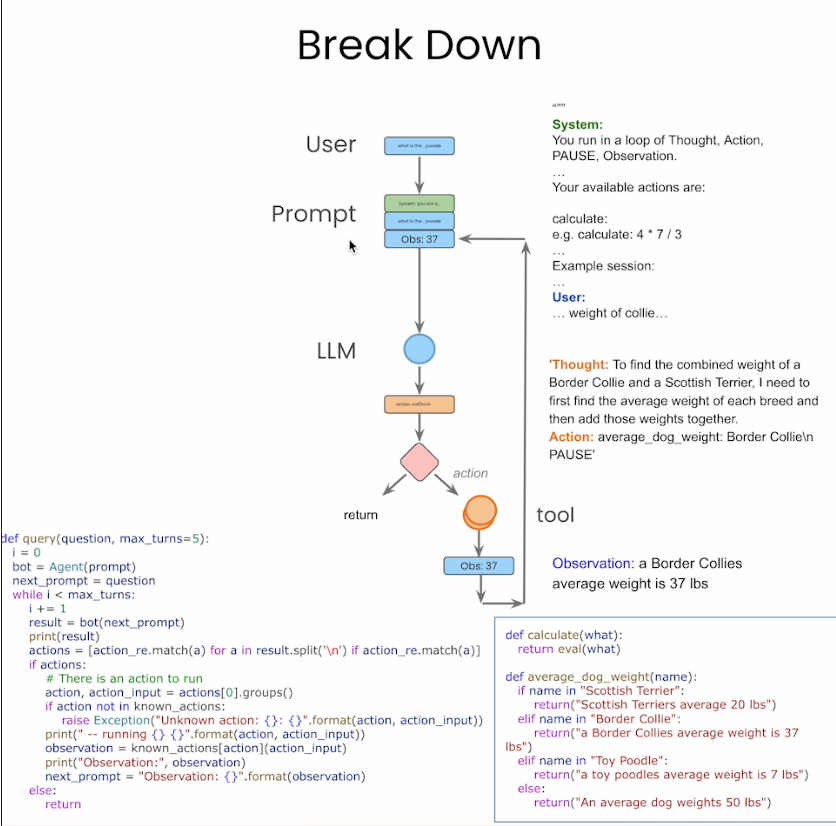 Break Down
User
what is the .. poodle
Prompt
System: you are a..
what is the .. poodle
Obs: 37
LLM
action
return
tool
Obs: 37
"""
System:
You run in a loop of Thought, Action,
PAUSE, Observation.
…
Your available actions are:
calculate:
e.g. calculate: 4 * 7 / 3
…
Example session:
…
User:
… weight of collie…
'Thought: To find the combined weight of a
Border Collie and a Scottish Terrier, I need to
first find the average weight of each breed and
then add those weights together.
Action: average_dog_weight: Border Collie\n
PAUSE'
Observation: a Border Collies
average weight is 37 lbs
def query(question, max_turns=5):
i = 0
bot = Agent(prompt)
next_prompt = question
while i < max_turns:
i += 1
result = bot(next_prompt)
print(result)
actions = [action_re.match(a) for a in result.split('\n') if action_re.match(a)]
if actions:
# There is an action to run
action, action_input = actions[0].groups()
if action not in known_actions:
raise Exception("Unknown action: {}: {}".format(action, action_input))
print(" -- running {} {}".format(action, action_input))
observation = known_actions[action](action_input)
print("Observation:", observation)
next_prompt = "Observation: {}".format(observation)
else:
return
def calculate(what):
return eval(what)
def average_dog_weight(name):
if name in "Scottish Terrier":
return("Scottish Terriers average 20 lbs")
elif name in "Border Collie":
return("a Border Collies average weight is 37
lbs")
elif name in "Toy Poodle":
return("a toy poodles average weight is 7 lbs")
else:
return("An average dog weights 50 lbs")